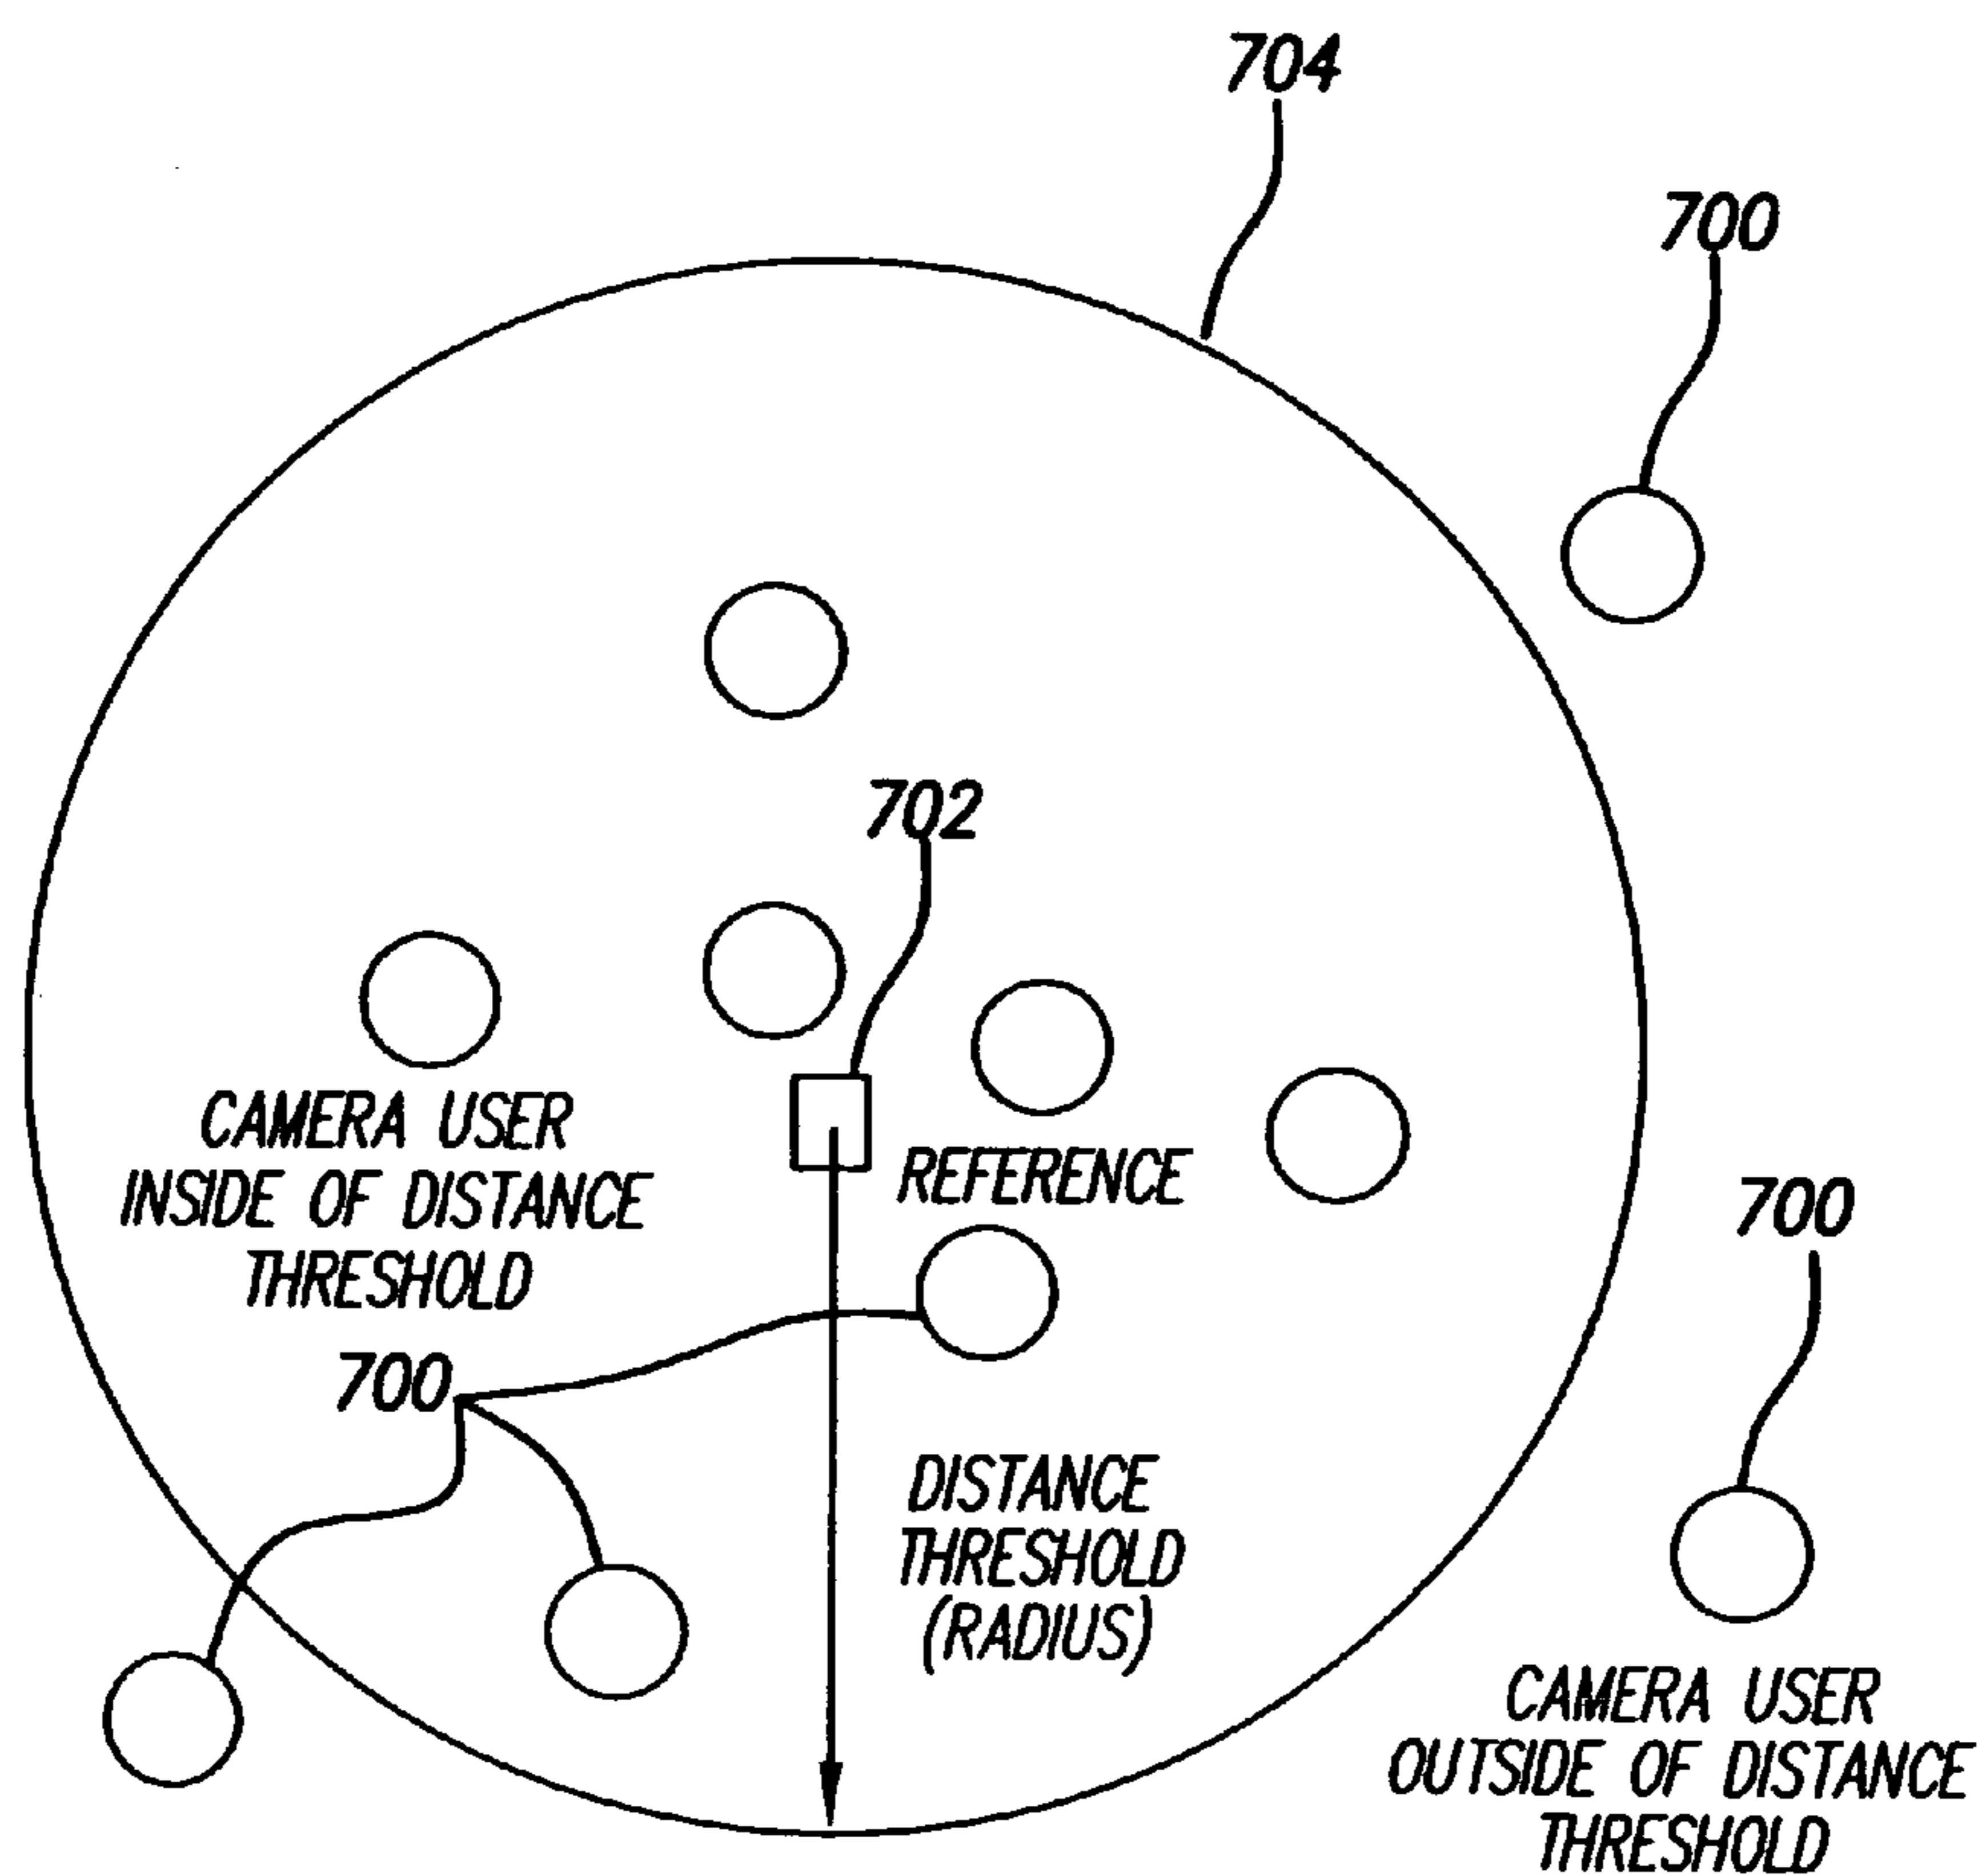 704
700
702
CAMERA USER
INSIDE OF DISTANCE
THRESHOLD
REFERENCE
700
700
DISTANCE
THRESHOLD
(RADIUS)
CAMERA USER
OUTSIDE OF DISTANCE
THRESHOLD